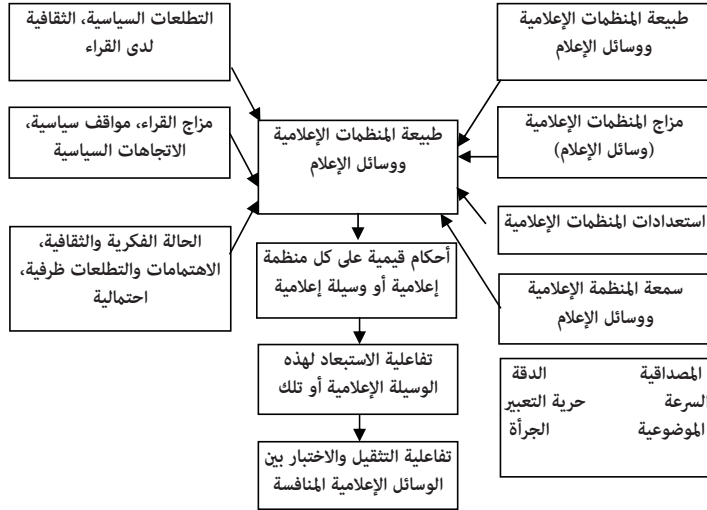 طبيعة المنظمات الإعلامية
ووسائل الإعلام
مزاج المنظمات الإعلامية
(وسائل الإعلام)
استعدادات المنظمات الإعلامية
سمعة المنظمة الإعلامية
ووسائل الإعلام
المصداقية الدقة
السرعة حرية التعبير
الموضوعية الجرأة
طبيعة المنظمات الإعلامية
ووسائل الإعلام
أحكام قيمية على كل منظمة
إعلامية أو وسيلة إعلامية
تفاعلية الاستبعاد لهذه
الوسيلة الإعلامية أو تلك
تفاعلية التثقيل والاختبار بين
الوسائل الإعلامية المنافسة
التطلعات السياسية، الثقافية
لدى القراء
مزاج القراء، مواقف سياسية،
الاتجاهات السياسية
الحالة الفكرية والثقافية،
الاهتمامات والتطلعات ظرفية،
احتمالية